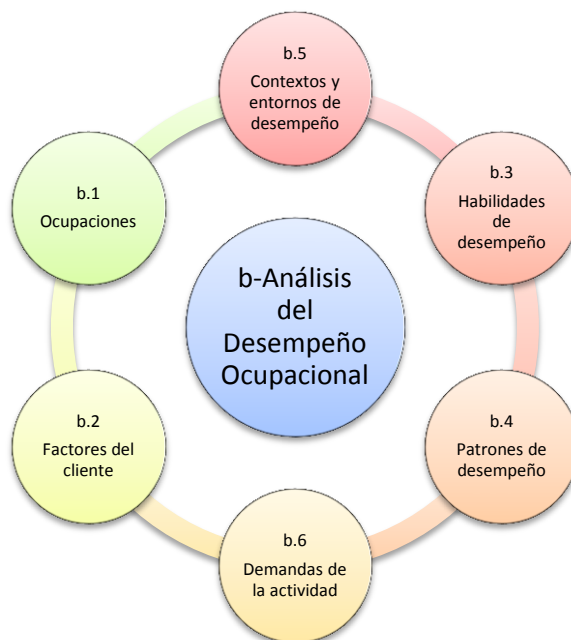 b.5
Contextos y
entornos de
desempeño
b.1
Ocupaciones
b.3
Habilidades
de
desempeño
b-Análisis
del
Desempeño
Ocupacional
b.2
Factores del
cliente
b.4
Patrones de
desempeño
b.6
Demandas de
la actividad